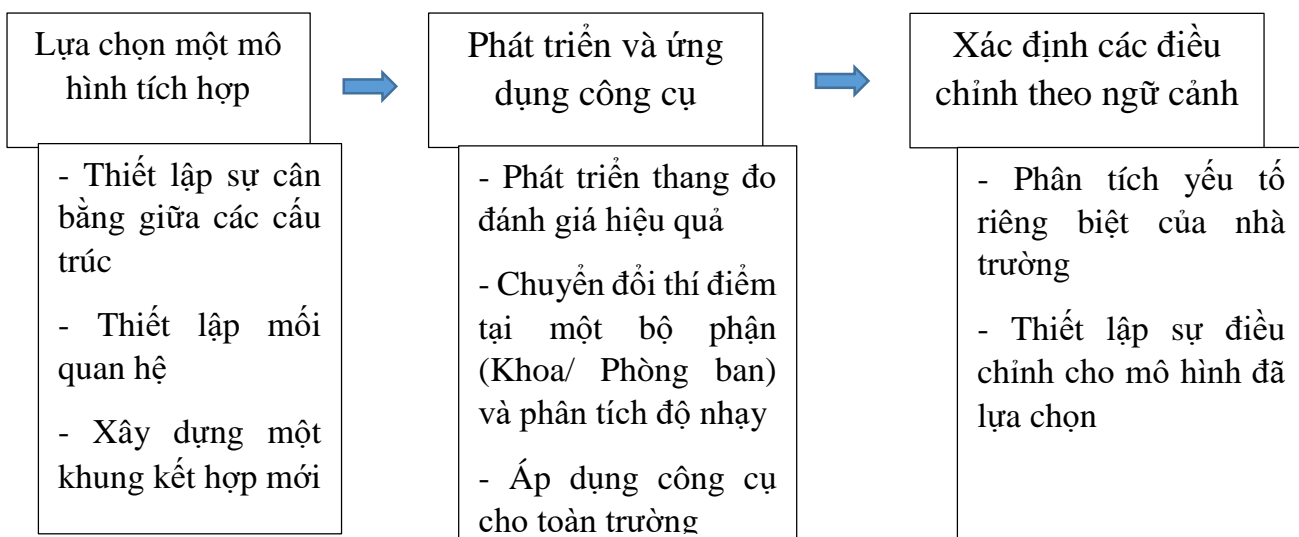 Lựa chọn một mô
hình tích hợp
- Thiết lập sự cân
bằng giữa các cấu
trúc
- Thiết lập mối
quan hệ
- Xây dựng một
khung kết hợp mới
Phát triển và ứng
dụng công cụ
- Phát triển thang đo
đánh giá hiệu quả
- Chuyển đổi thí điểm
tại một bộ phận
(Khoa/ Phòng ban)
và phân tích độ nhạy
- Áp dụng công cụ
cho toàn trường
Xác định các điều
chỉnh theo ngữ cảnh
- Phân tích yếu tố
riêng biệt của nhà
trường
- Thiết lập sự điều
chỉnh cho mô hình đã
lựa chọn